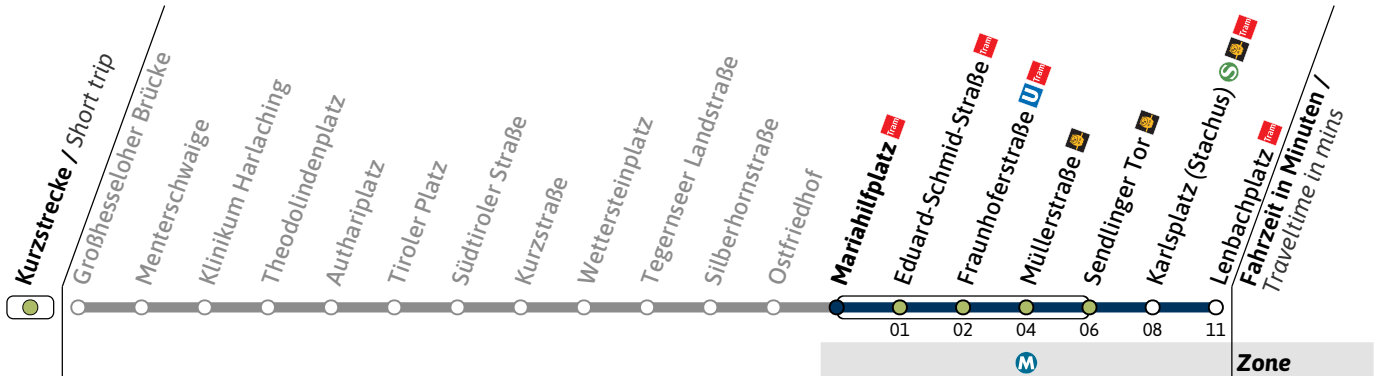 Kurzstrecke / Short trip
Großhesseloher Brücke
Menterschwaige
Klinikum Harlaching
Theodolindenplatz
Authariplatz
Tiroler Platz
Südtiroler Straße
Kurzstraße
Wettersteinplatz
Tegernseer Landstraße
Silberhornstraße
Ostfriedhof
Mariahilfplatz Tram
Eduard-Schmid-Straße Tram
Fraunhoferstraße U Tram
Müllerstraße
Sendlinger Tor
Karlsplatz (Stachus) S Tram
Lenbachplatz Tram
Fahrzeit in Minuten /
Traveltime in mins
01 02 04 06 08 11
M Zone